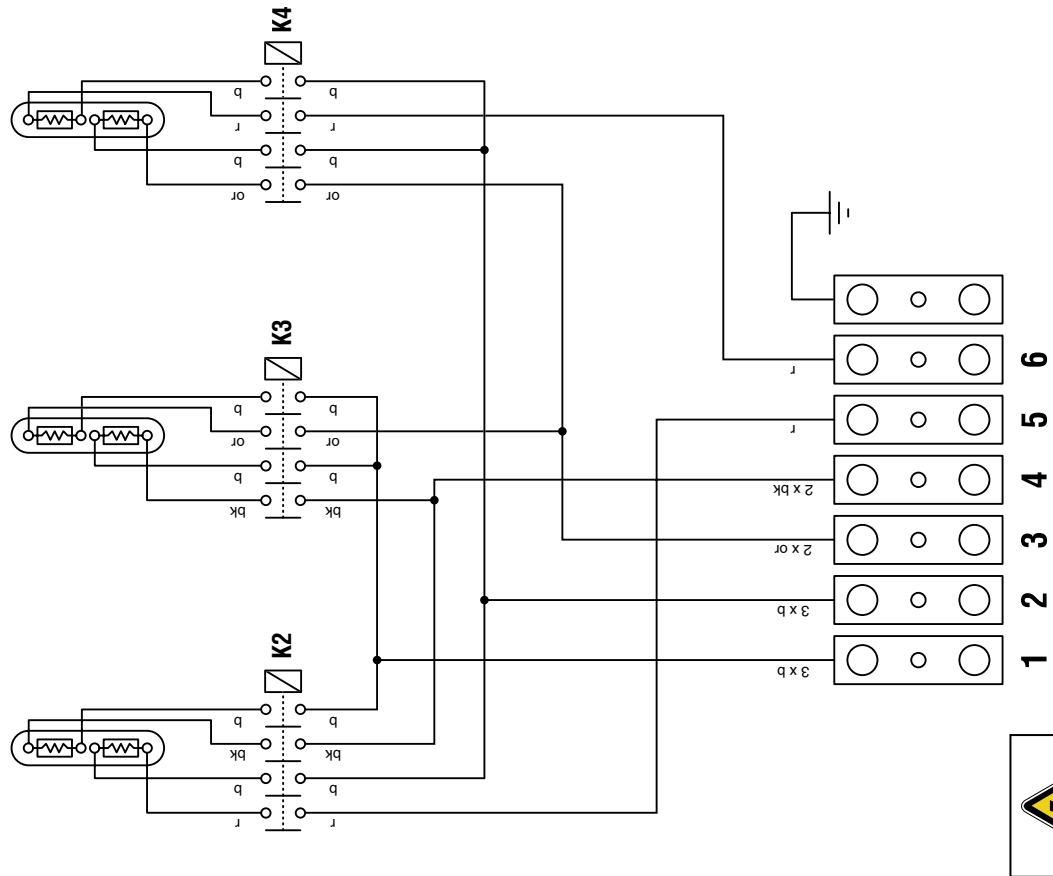 K4
b b
r r
b b
or or
K3
b b
or or
b b
bk bk
K2
b b
bk bk
b b
r r
r 6
r 5
2 x bk 4
2 x or 3
3 x b 2
3 x b 1